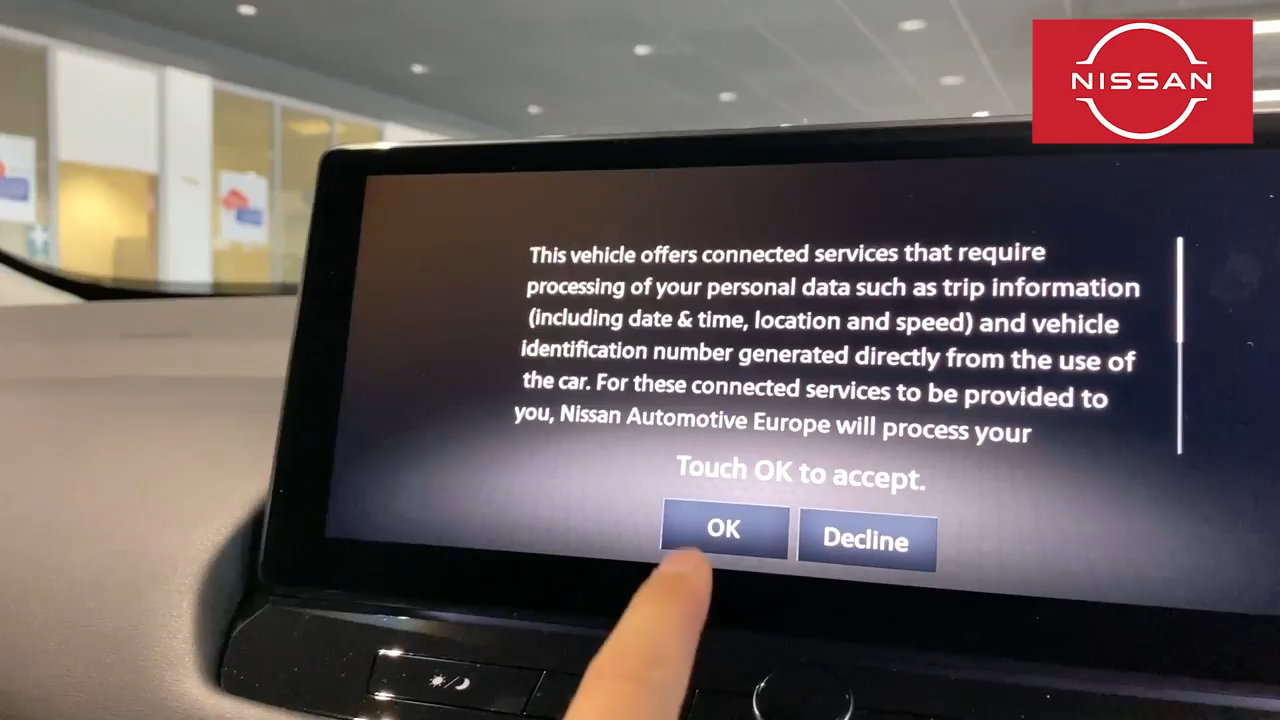 NISSAN
This vehicle offers connected services that require
processing of your personal data such as trip information
(including date & time, location and speed) and vehicle
identification number generated directly from the use of
the car. For these connected services to be provided to
you, Nissan Automotive Europe will process your
Touch OK to accept.
OK
Decline